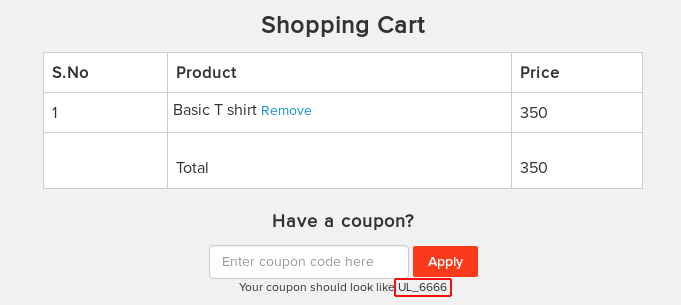 Shopping Cart
S.No Product Price
1 Basic T shirt Remove 350
Total 350
Have a coupon?
Enter coupon code here Apply
Your coupon should look like UL_6666